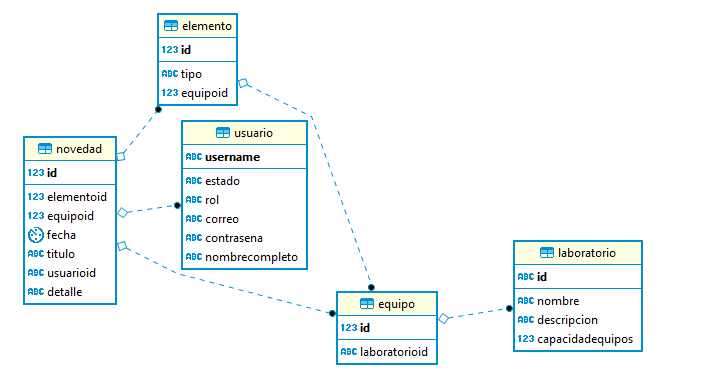 elemento
123 id
ABC tipo
123 equipoid
usuario
ABC username
ABC estado
ABC rol
ABC correo
ABC contrasena
ABC nombrecompleto
novedad
123 id
123 elementoid
123 equipoid
fecha
ABC titulo
ABC usuarioid
ABC detalle
equipo
123 id
ABC laboratorioid
laboratorio
ABC id
ABC nombre
ABC descripcion
123 capacidadequipos